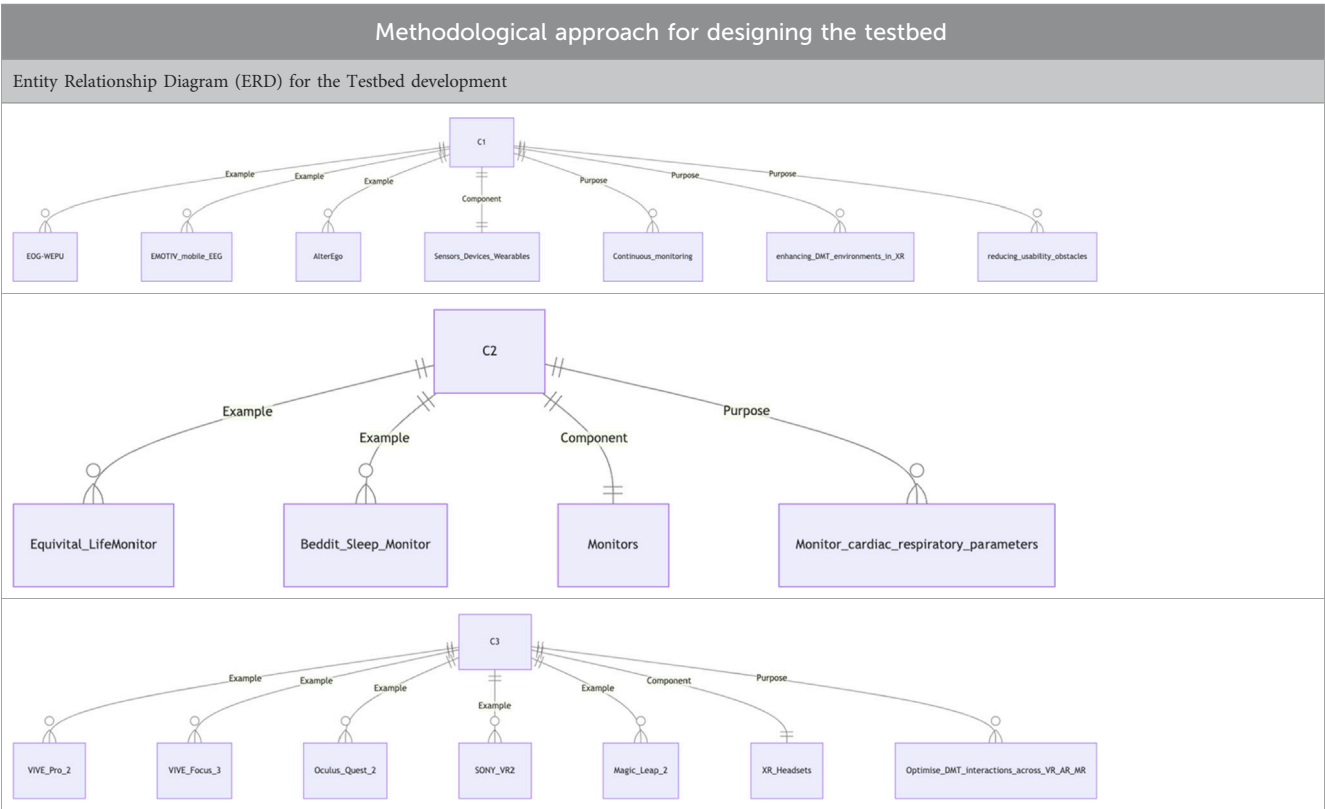 Methodological approach for designing the testbed
Entity Relationship Diagram (ERD) for the Testbed development
C1
Example
Example
Example
Component
Purpose
Purpose
Purpose
EOG-WEPU
EMOTIV_mobile_EEG
AlterEgo
Sensors_Devices_Wearables
Continuous_monitoring
enhancing_DMT_environments_in_XR
reducing_usability_obstacles
C2
Example
Example
Component
Purpose
Equivital_LifeMonitor
Beddit_Sleep_Monitor
Monitors
Monitor_cardiac_respiratory_parameters
C3
Example
Example
Example
Example
Example
Component
Purpose
VIVE_Pro_2
VIVE_Focus_3
Oculus_Quest_2
SONY_VR2
Magic_Leap_2
XR_Headsets
Optimise_DMT_interactions_across_VR_AR_MR